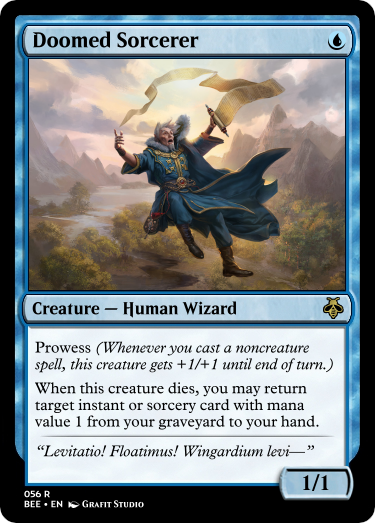 Doomed Sorcerer
Creature — Human Wizard
Prowess (Whenever you cast a noncreature
spell, this creature gets +1/+1 until end of turn.)
When this creature dies, you may return
target instant or sorcery card with mana
value 1 from your graveyard to your hand.
“Levitatio! Floatimus! Wingardium levi—”
1/1
056 R
BEE • EN Grafit Studio